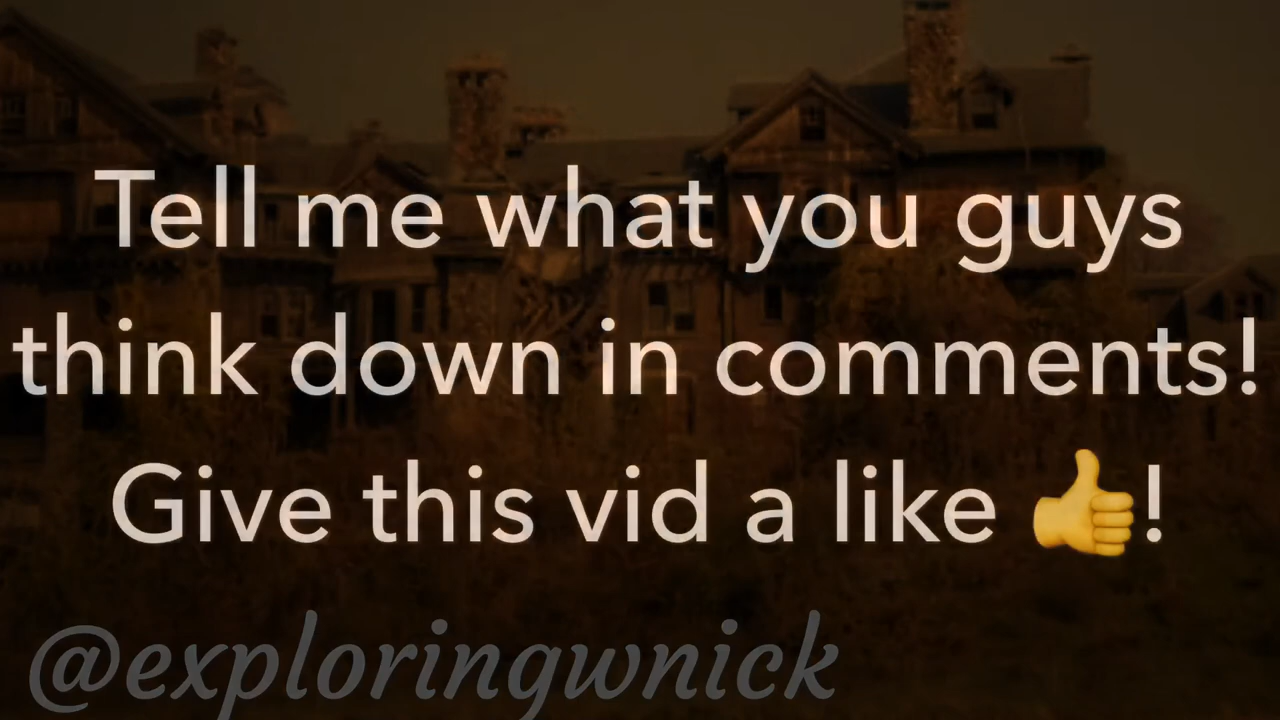 Tell me what you guys
think down in comments!
Give this vid a like 👍!
@exploringwnick